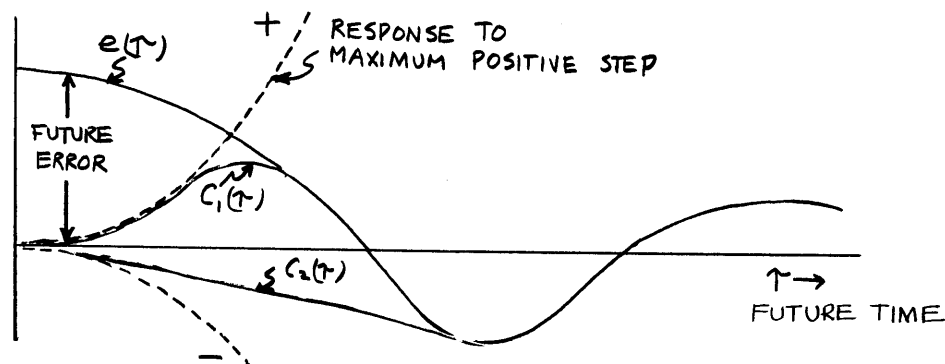 +
e(τ)
RESPONSE TO
MAXIMUM POSITIVE STEP
FUTURE
ERROR
C₁(τ)
C₂(τ)
τ→
FUTURE TIME
−